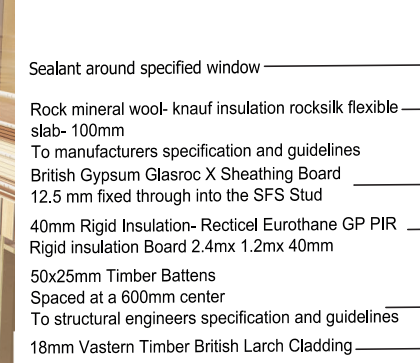 Sealant around specified window
Rock mineral wool- knauf insulation rocksilk flexible
slab- 100mm
To manufacturers specification and guidelines
British Gypsum Glasroc X Sheathing Board
12.5 mm fixed through into the SFS Stud
40mm Rigid Insulation- Recticel Eurothane GP PIR
Rigid insulation Board 2.4mx 1.2mx 40mm
50x25mm Timber Battens
Spaced at a 600mm center
To structural engineers specification and guidelines
18mm Vastern Timber British Larch Cladding